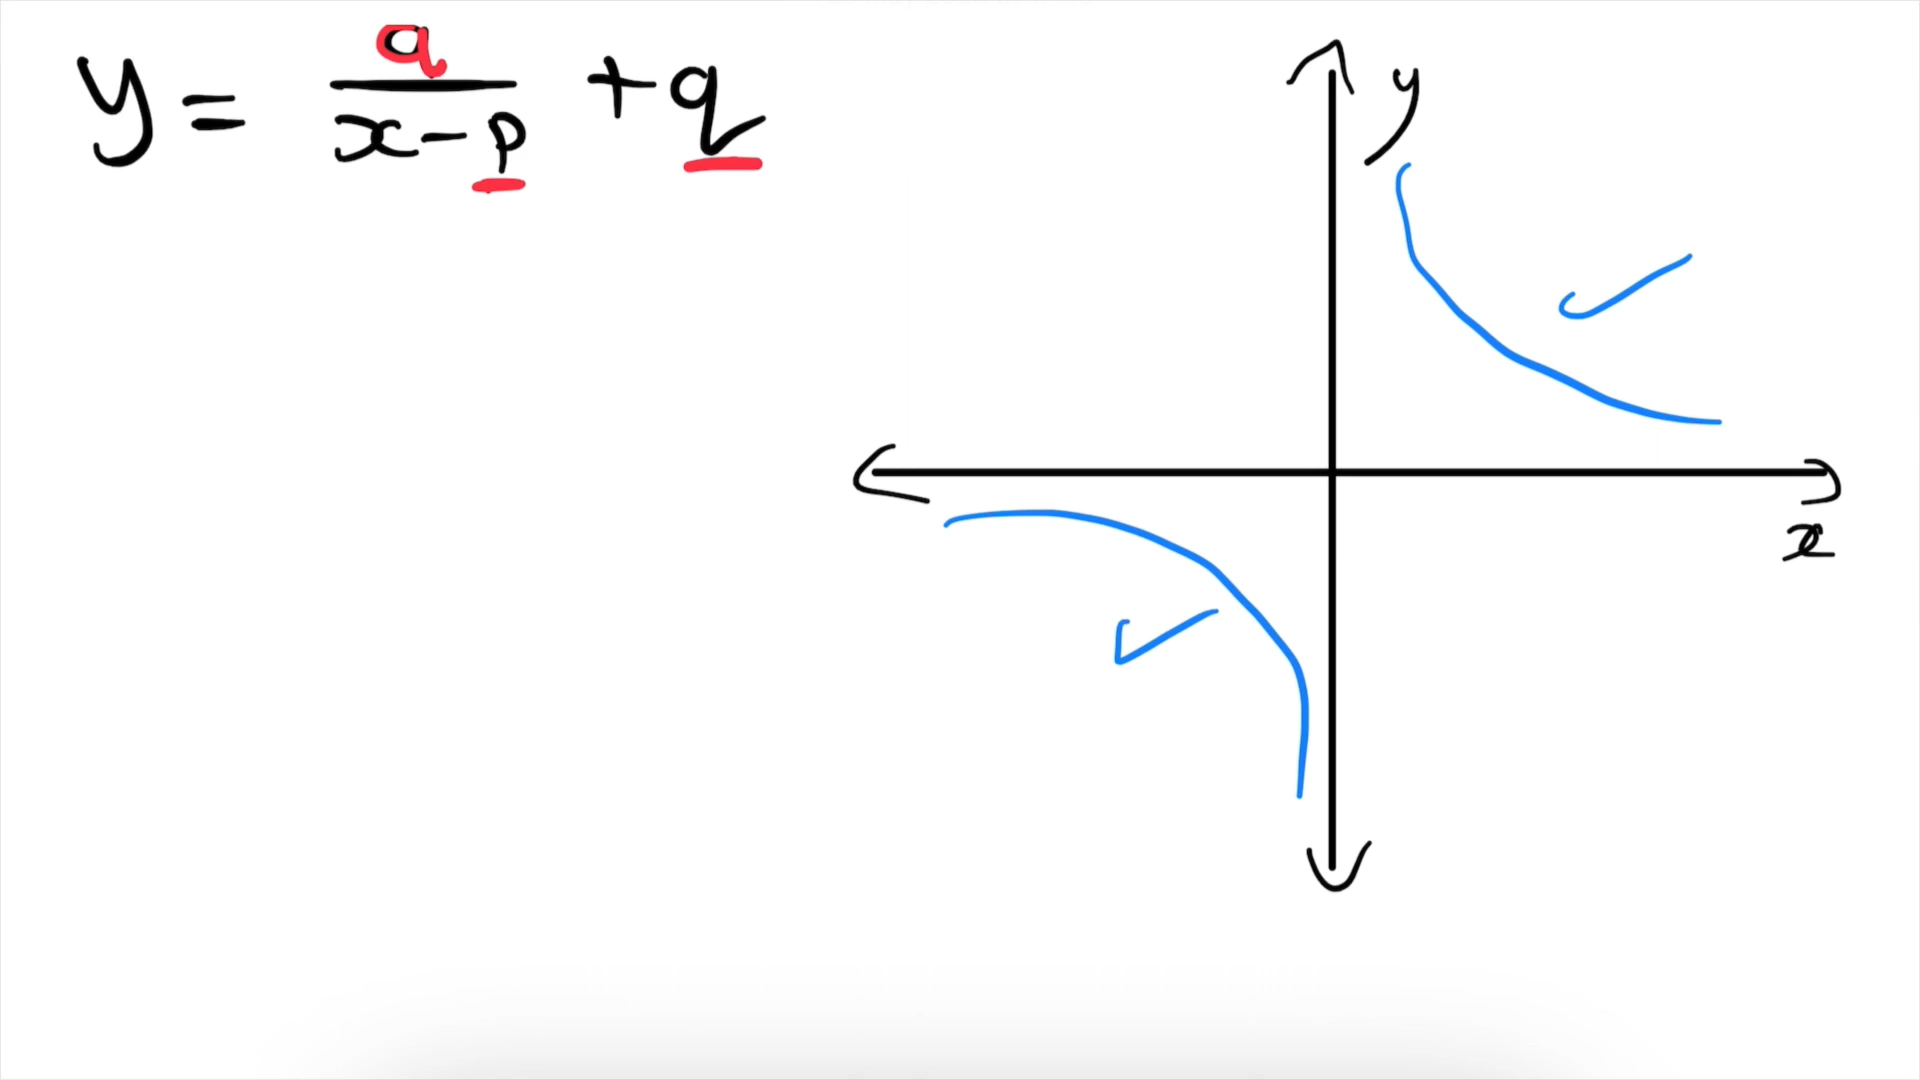 y = a/(x-p) + q
y
x